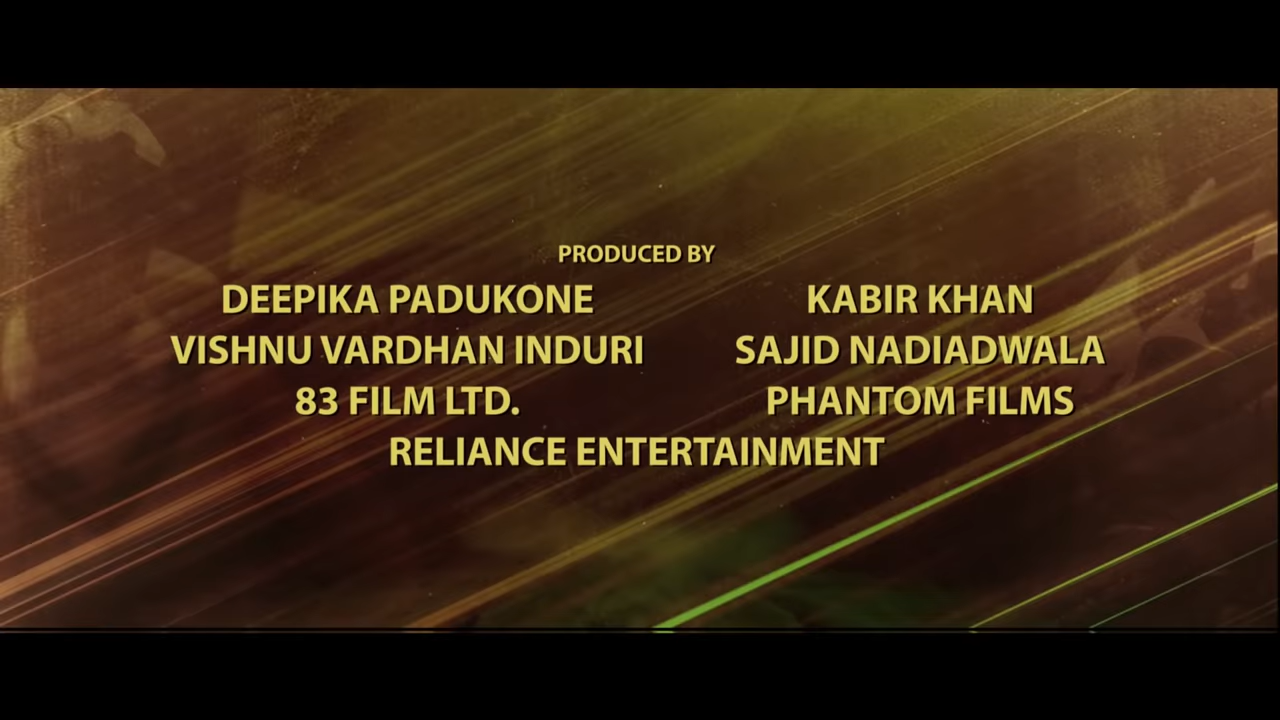 PRODUCED BY
DEEPIKA PADUKONE KABIR KHAN
VISHNU VARDHAN INDURI SAJID NADIADWALA
83 FILM LTD. PHANTOM FILMS
RELIANCE ENTERTAINMENT